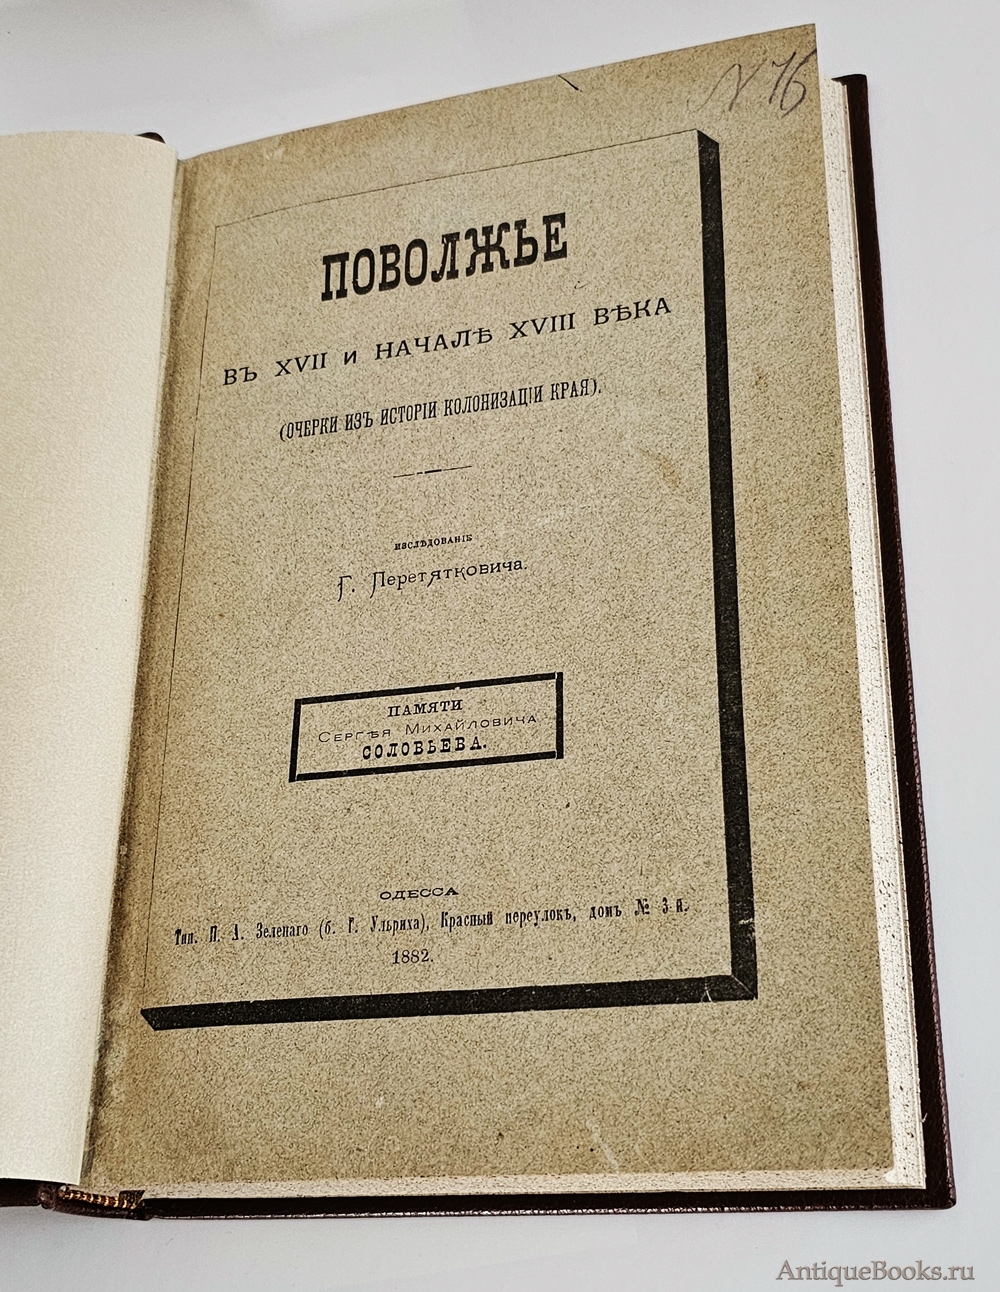 N 76
ПОВОЛЖЬЕ
ВЪ XVII И НАЧАЛѢ XVIII ВѢКА
(ОЧЕРКИ ИЗЪ ИСТОРІИ КОЛОНИЗАЦІИ КРАЯ).
ИЗСЛѢДОВАНІЕ
Г. Перетятковича.
ПАМЯТИ
СЕРГѢЯ МИХАЙЛОВИЧА
СОЛОВЬЕВА.
ОДЕССА
Тип. П. А. Зеленаго (б. Г. Ульриха), Красный переулокъ, домъ № 3-й.
1882.
AntiqueBooks.ru